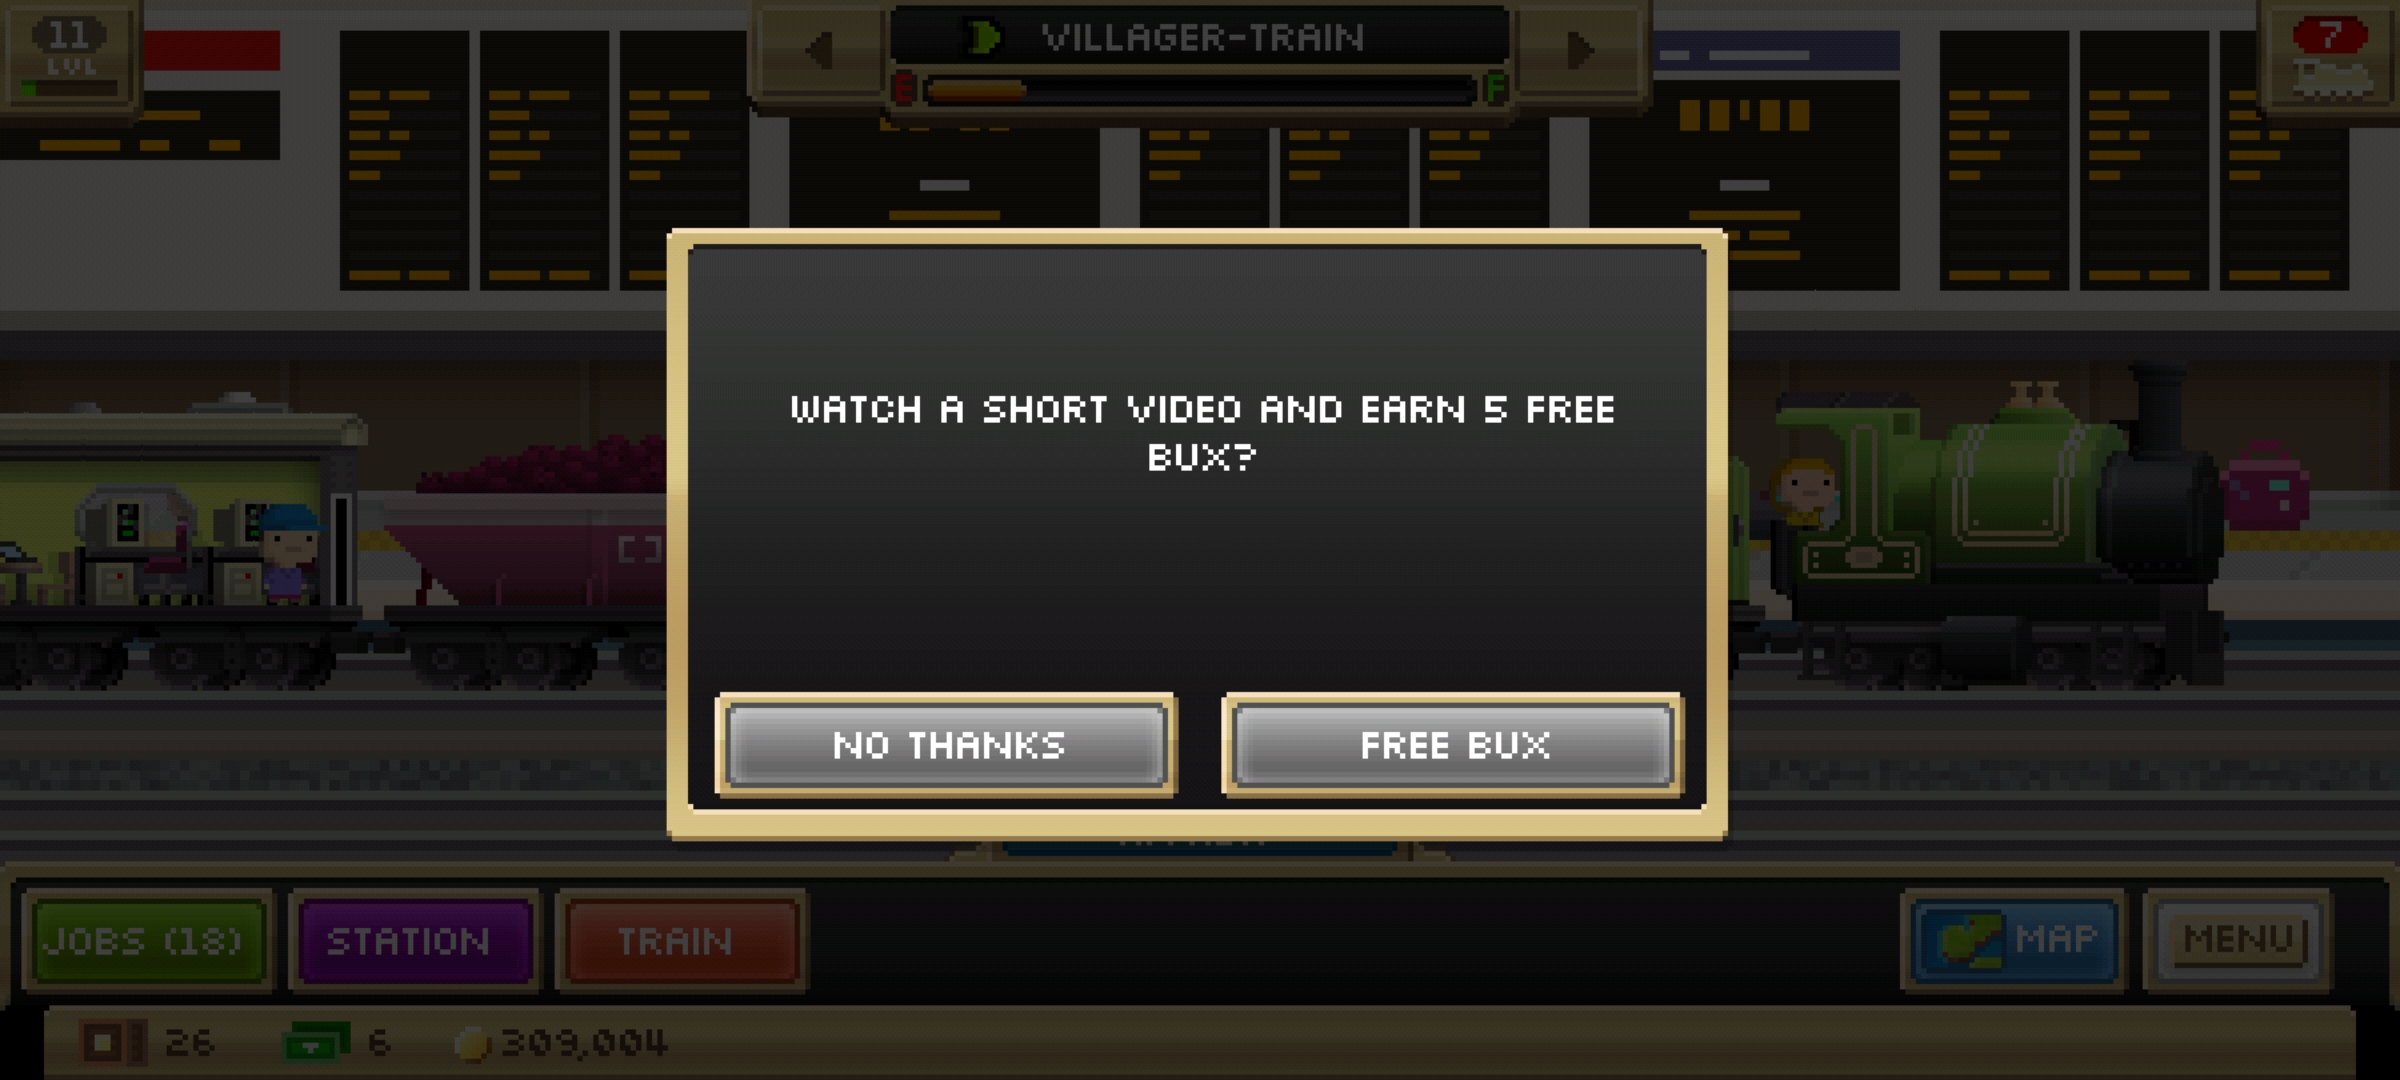 11
LVL
VILLAGER-TRAIN
E
F
7
WATCH A SHORT VIDEO AND EARN 5 FREE
BUX?
NO THANKS
FREE BUX
JOBS (18)
STATION
TRAIN
MAP
MENU
26
6
309,004